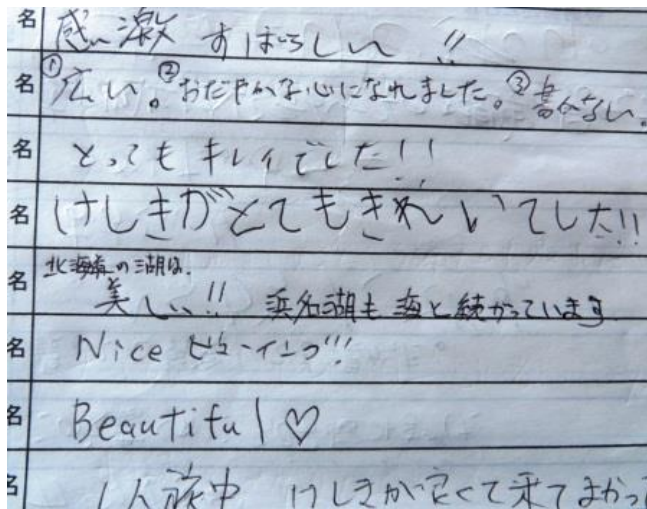 名 感激 すばらしい !!
名 ①広い。②おだやかな心になれました。③書かない。
名 とってもキレイでした!!
名 けしきがとてもきれいでした!!
名 北海道の湖は、
美しい!! 浜名湖も海と続がっています
名 Nice ビューイング!!!
名 Beautiful♡
名 1人旅中 けしきが良くて来てよかっ